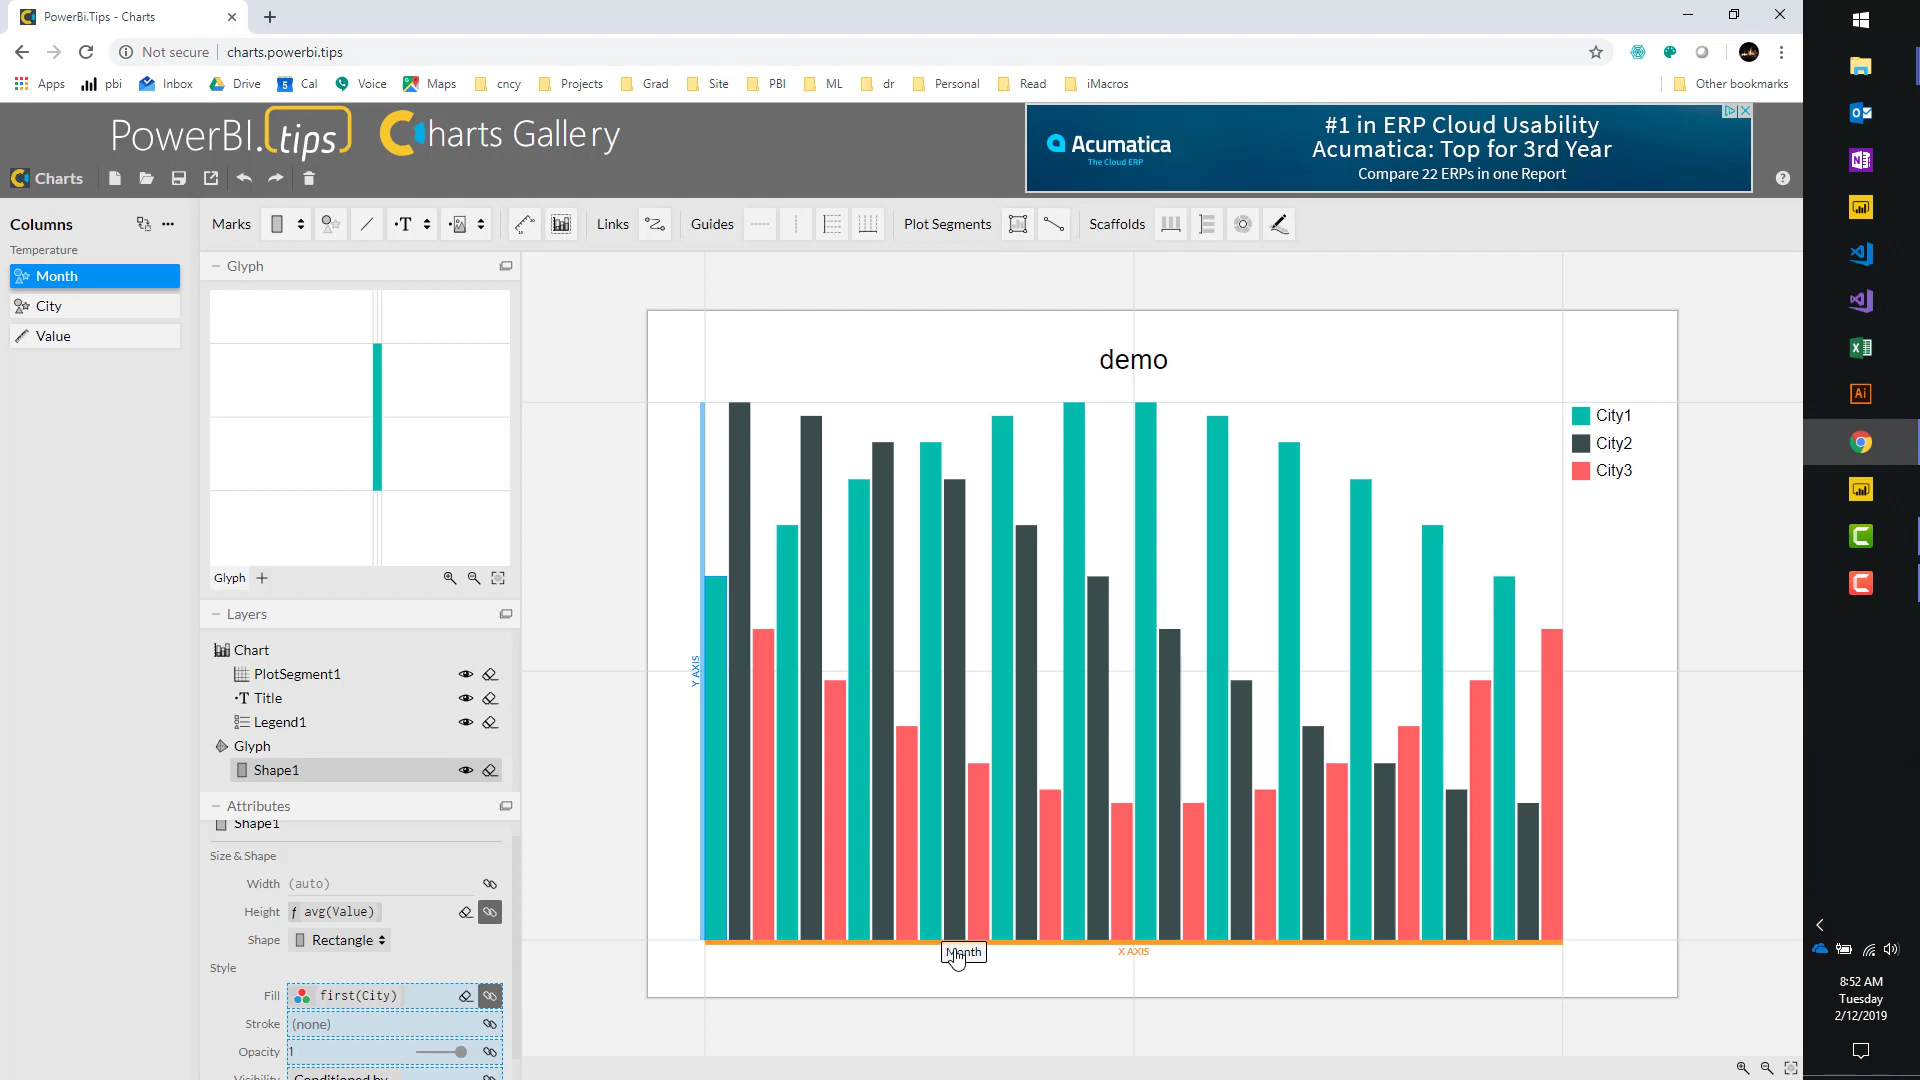 PowerBi.Tips - Charts
Not secure
charts.powerbi.tips
Apps
pbi
Inbox
Drive
5
Cal
Voice
Maps
cncy
Projects
Grad
Site
PBI
ML
dr
Personal
Read
iMacros
Other bookmarks
PowerBI.tips
Charts Gallery
Acumatica
The Cloud ERP
#1 in ERP Cloud Usability
Acumatica: Top for 3rd Year
Compare 22 ERPs in one Report
Charts
Columns
Marks
Links
Guides
Plot Segments
Scaffolds
Temperature
Month
City
Value
Glyph
Glyph
Layers
Chart
PlotSegment1
Title
Legend1
Glyph
Shape1
Attributes
Shape1
Size & Shape
Width (auto)
Height f avg(Value)
Shape Rectangle
Style
Fill first(City)
Stroke (none)
Opacity 1
Visibility Conditioned by
demo
City1
City2
City3
Y AXIS
X AXIS
Month
8:52 AM
Tuesday
2/12/2019